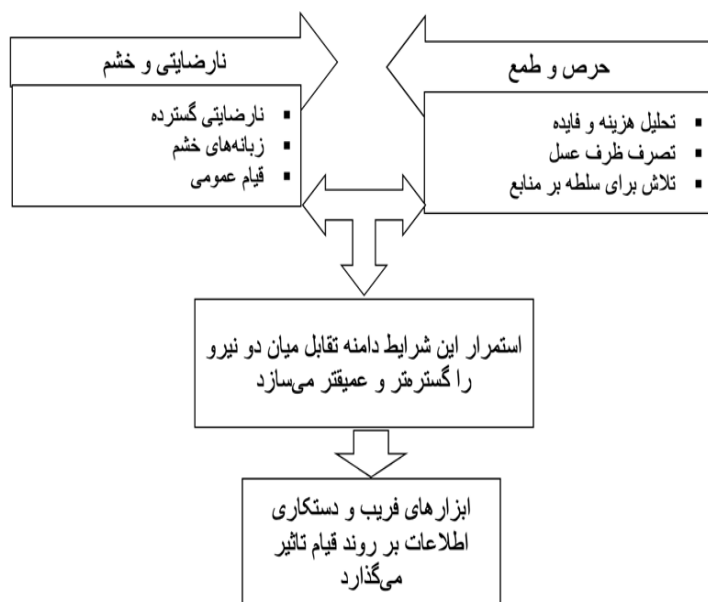 حرص و طمع
▪ تحلیل هزینه و فایده
▪ تصرف ظرف عسل
▪ تلاش برای سلطه بر منابع
نارضایتی و خشم
▪ نارضایتی گسترده
▪ زبانه‌های خشم
▪ قیام عمومی
استمرار این شرایط دامنه تقابل میان دو نیرو
را گسترە‌تر و عمیقتر می‌سازد
ابزارهای فریب و دستکاری
اطلاعات بر روند قیام تاثیر
می‌گذارد